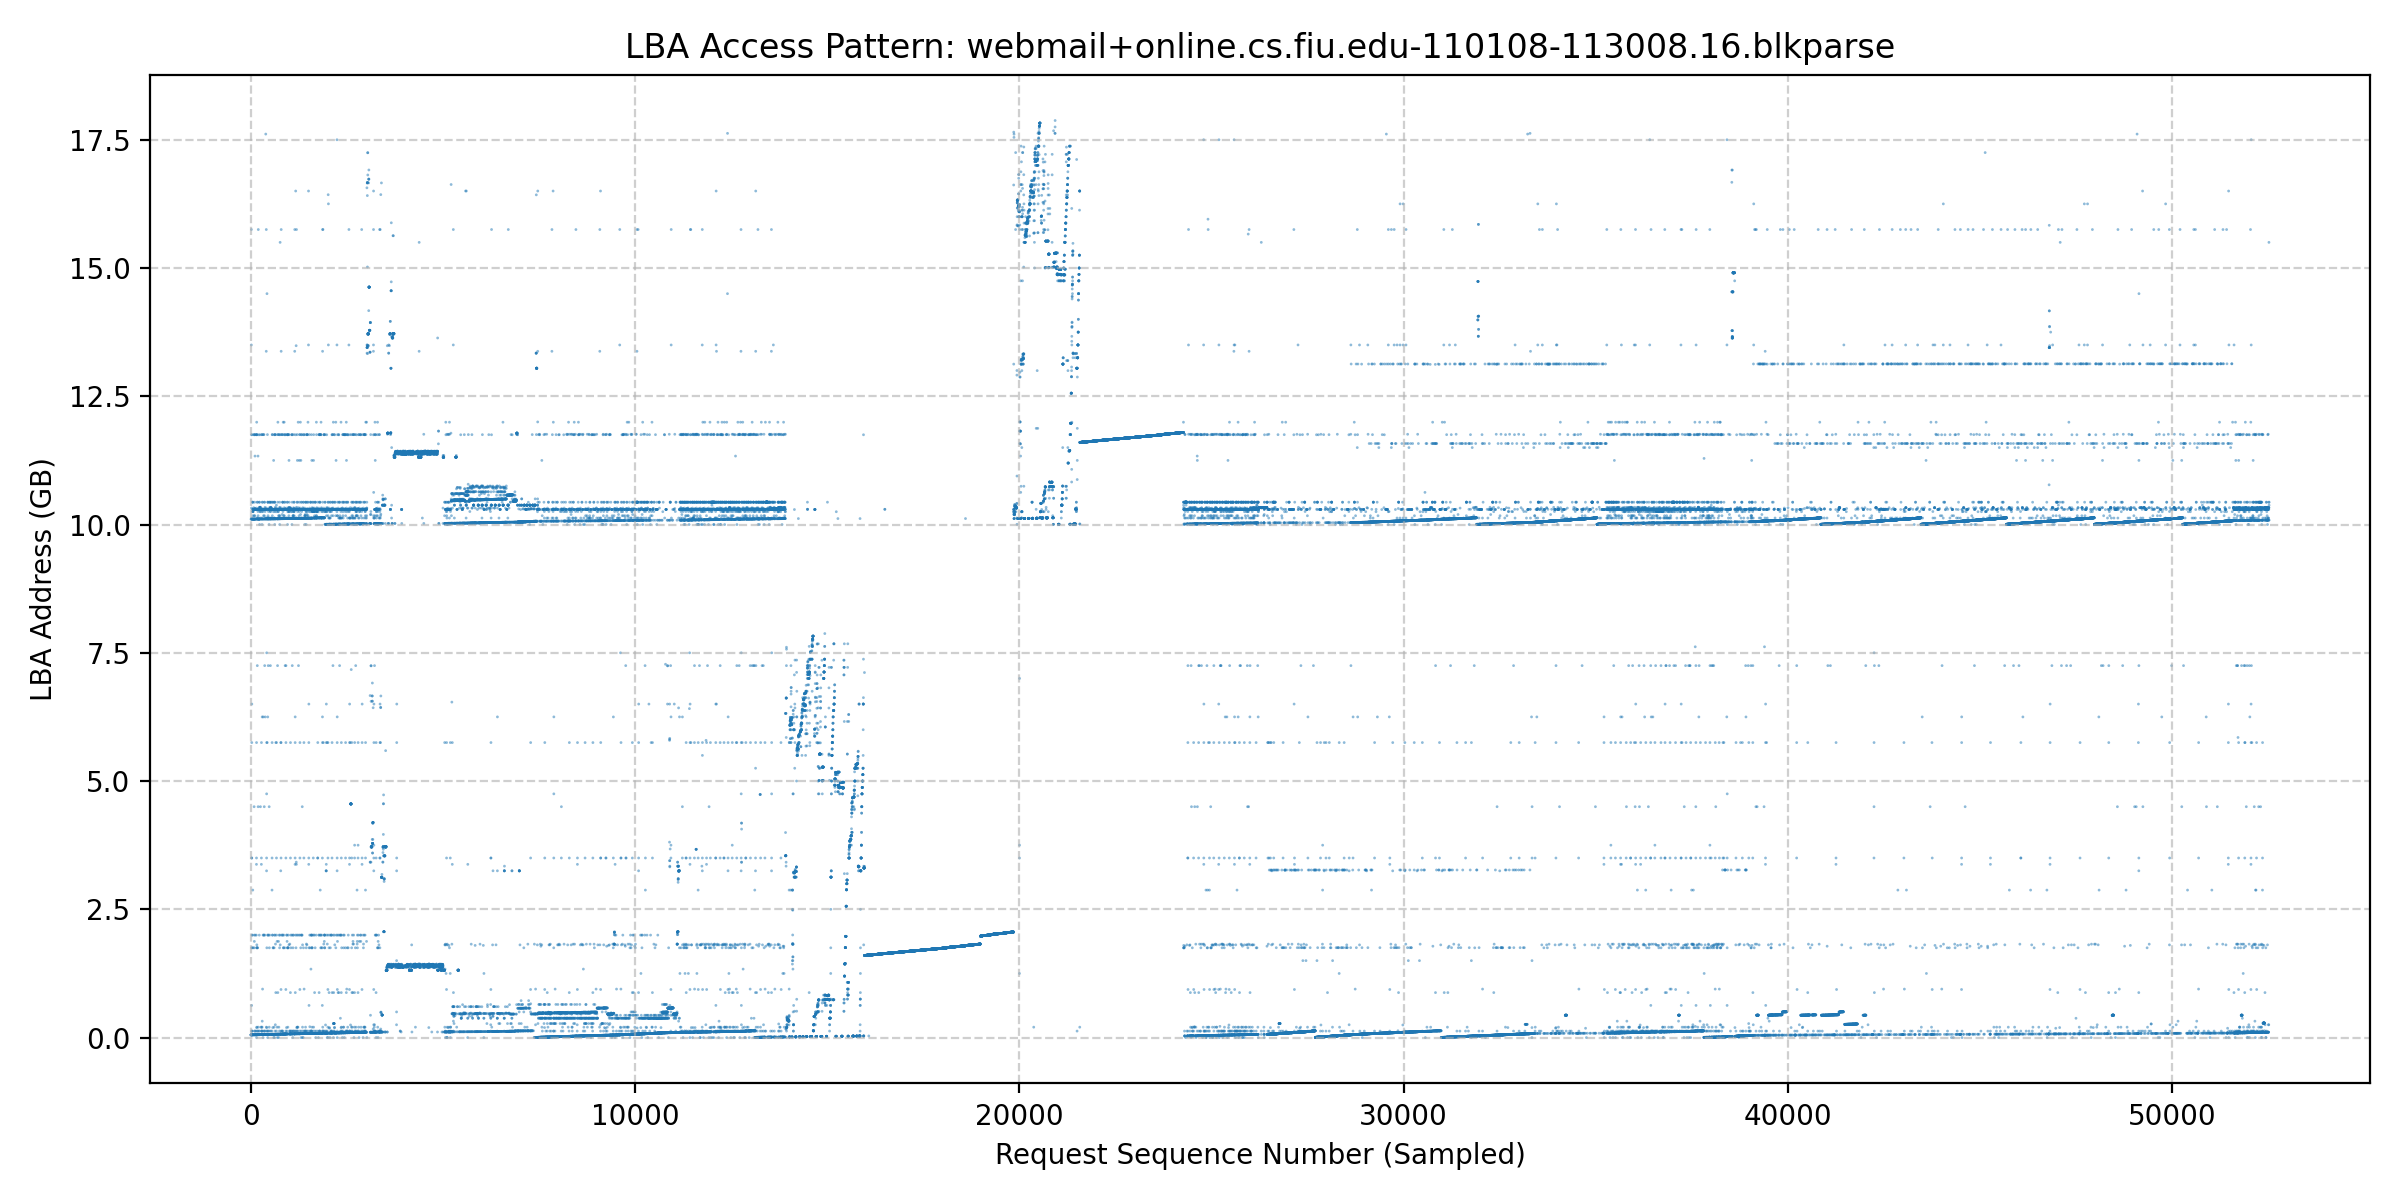 LBA Access Pattern: webmail+online.cs.fiu.edu-110108-113008.16.blkparse
LBA Address (GB)
17.5
15.0
12.5
10.0
7.5
5.0
2.5
0.0
0 10000 20000 30000 40000 50000
Request Sequence Number (Sampled)